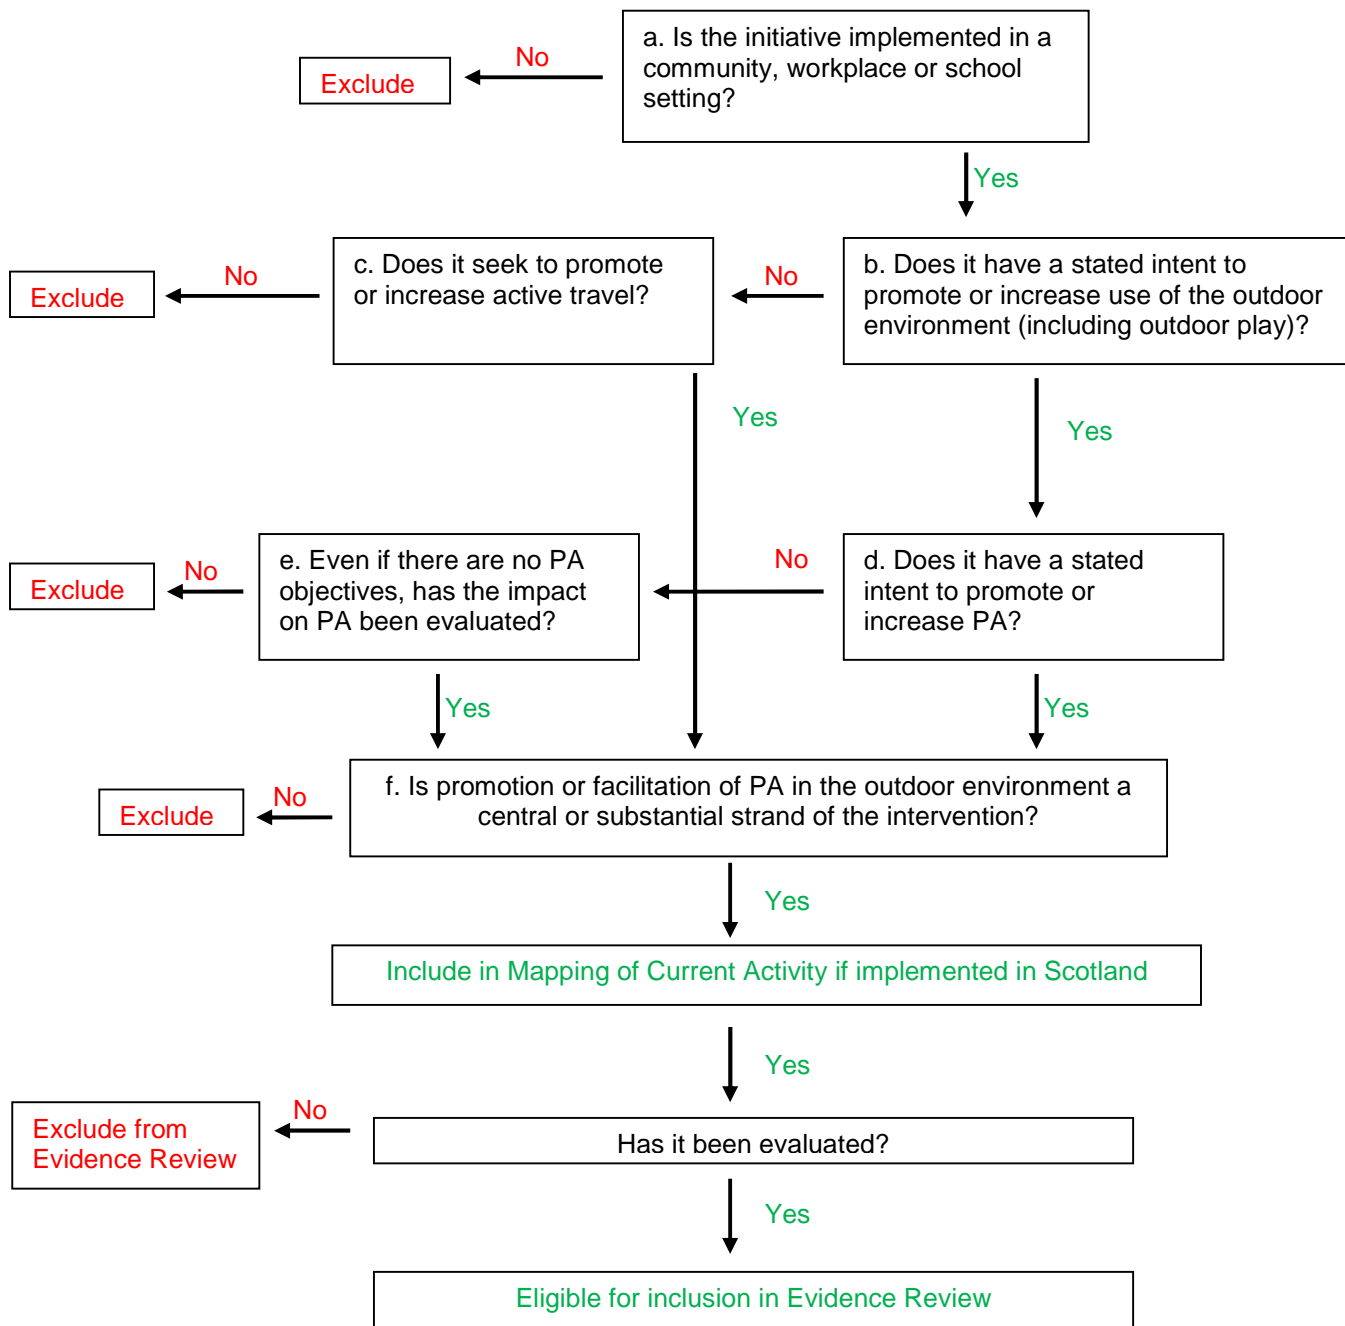 a. Is the initiative implemented in a
community, workplace or school
setting?
No
Exclude
Yes
b. Does it have a stated intent to
promote or increase use of the outdoor
environment (including outdoor play)?
No
c. Does it seek to promote
or increase active travel?
No
Exclude
Yes
Yes
d. Does it have a stated
intent to promote or
increase PA?
No
e. Even if there are no PA
objectives, has the impact
on PA been evaluated?
No
Exclude
Yes
Yes
f. Is promotion or facilitation of PA in the outdoor environment a
central or substantial strand of the intervention?
No
Exclude
Yes
Include in Mapping of Current Activity if implemented in Scotland
Yes
Has it been evaluated?
No
Exclude from
Evidence Review
Yes
Eligible for inclusion in Evidence Review